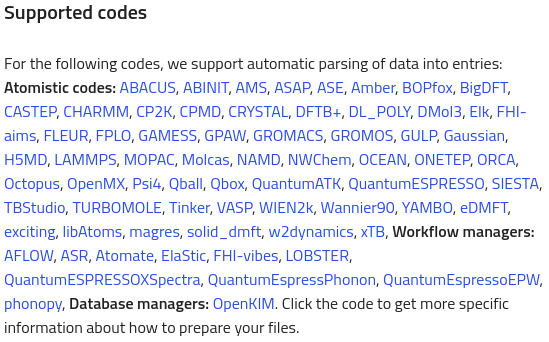 Supported codes
For the following codes, we support automatic parsing of data into entries:
Atomistic codes: ABACUS, ABINIT, AMS, ASAP, ASE, Amber, BOPfox, BigDFT,
CASTEP, CHARMM, CP2K, CPMD, CRYSTAL, DFTB+, DL_POLY, DMol3, Elk, FHI-
aims, FLEUR, FPLO, GAMESS, GPAW, GROMACS, GROMOS, GULP, Gaussian,
H5MD, LAMMPS, MOPAC, Molcas, NAMD, NWChem, OCEAN, ONETEP, ORCA,
Octopus, OpenMX, Psi4, Qball, Qbox, QuantumATK, QuantumESPRESSO, SIESTA,
TBStudio, TURBOMOLE, Tinker, VASP, WIEN2k, Wannier90, YAMBO, eDMFT,
exciting, libAtoms, magres, solid_dmft, w2dynamics, xTB, Workflow managers:
AFLOW, ASR, Atomate, ElaStic, FHI-vibes, LOBSTER,
QuantumESPRESSOXSpectra, QuantumEspressPhonon, QuantumEspressoEPW,
phonopy, Database managers: OpenKIM. Click the code to get more specific
information about how to prepare your files.